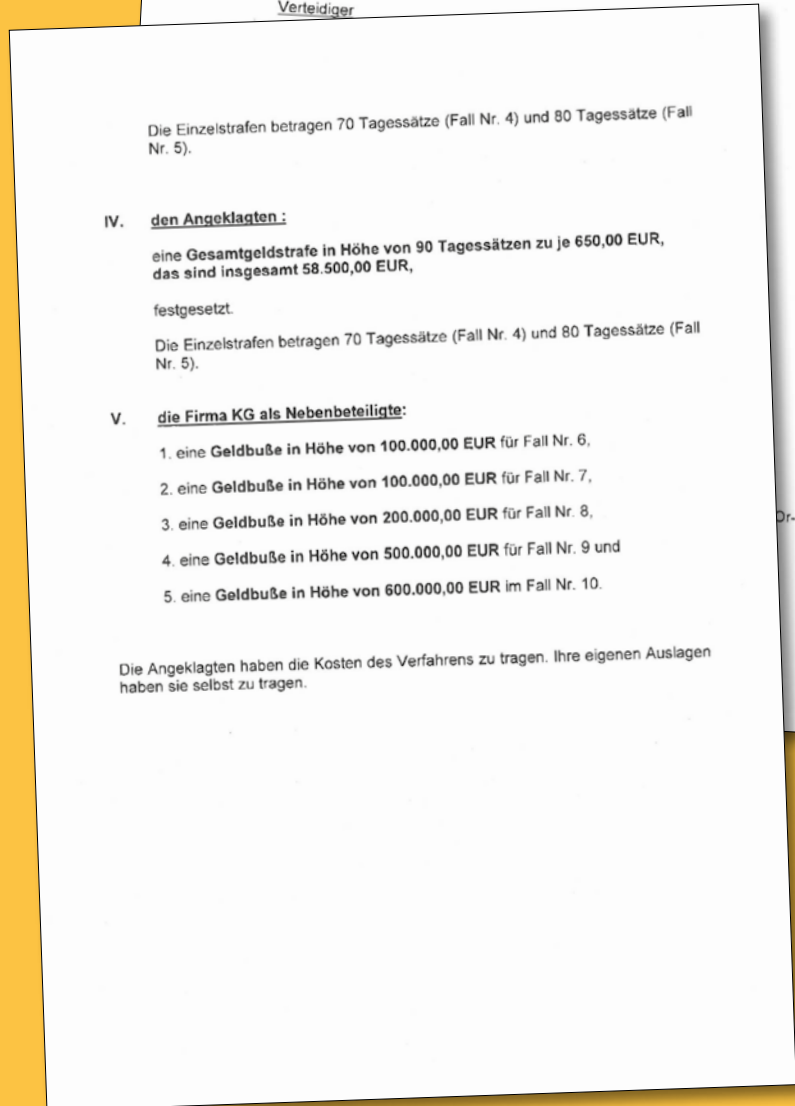 Verteidiger
Die Einzelstrafen betragen 70 Tagessätze (Fall Nr. 4) und 80 Tagessätze (Fall
Nr. 5).
IV. den Angeklagten :
eine Gesamtgeldstrafe in Höhe von 90 Tagessätzen zu je 650,00 EUR,
das sind insgesamt 58.500,00 EUR,
festgesetzt.
Die Einzelstrafen betragen 70 Tagessätze (Fall Nr. 4) und 80 Tagessätze (Fall
Nr. 5).
V. die Firma KG als Nebenbeteiligte:
1. eine Geldbuße in Höhe von 100.000,00 EUR für Fall Nr. 6,
2. eine Geldbuße in Höhe von 100.000,00 EUR für Fall Nr. 7,
3. eine Geldbuße in Höhe von 200.000,00 EUR für Fall Nr. 8,
4. eine Geldbuße in Höhe von 500.000,00 EUR für Fall Nr. 9 und
5. eine Geldbuße in Höhe von 600.000,00 EUR im Fall Nr. 10.
Die Angeklagten haben die Kosten des Verfahrens zu tragen. Ihre eigenen Auslagen
haben sie selbst zu tragen.